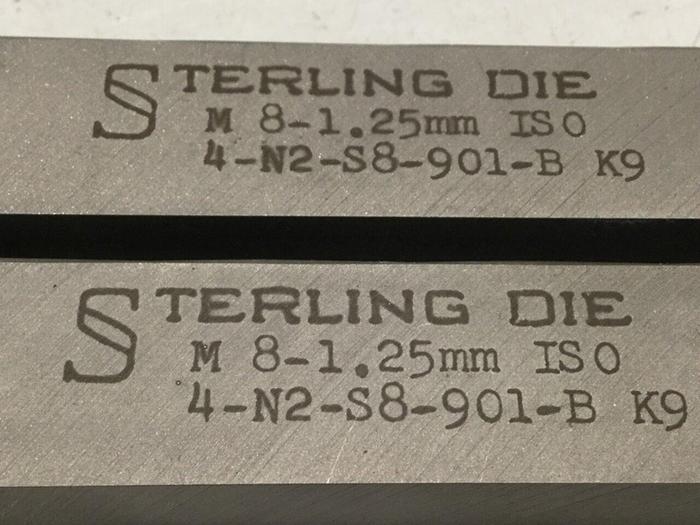 STERLING DIE
M 8-1.25mm ISO
4-N2-S8-901-B K9
STERLING DIE
M 8-1.25mm ISO
4-N2-S8-901-B K9